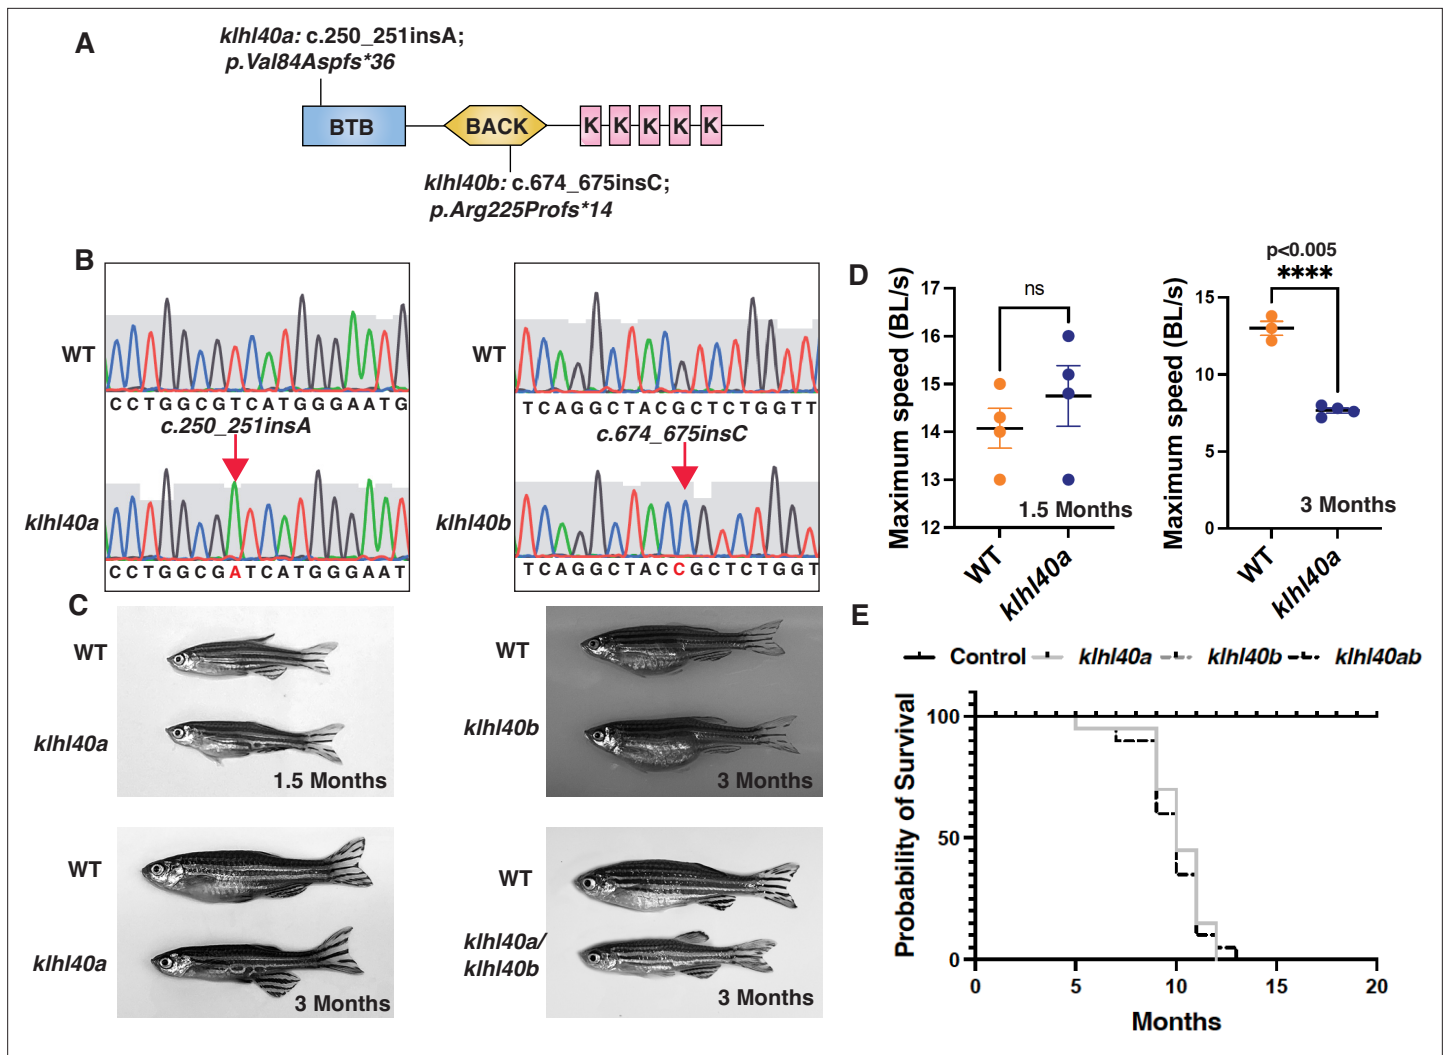 A
klhl40a: c.250_251insA;
p.Val84Aspfs*36
BTB
BACK
K K K K K
klhl40b: c.674_675insC;
p.Arg225Profs*14
B
WT
CCTGGCGTCATGGGAATG
c.250_251insA
klhl40a
CCTGGCGATCATGGGAAT
WT
TCAGGCTACGCTCTGGTT
c.674_675insC
klhl40b
TCAGGCTACCGCTCTGGT
C
WT
klhl40a
1.5 Months
WT
klhl40b
3 Months
WT
klhl40a
3 Months
WT
klhl40a/
klhl40b
3 Months
D
Maximum speed (BL/s)
17
16
15
14
13
12
ns
1.5 Months
WT
klhl40a
p<0.005
****
Maximum speed (BL/s)
15
10
5
0
3 Months
WT
klhl40a
E
Control klhl40a klhl40b klhl40ab
Probability of Survival
100
50
0
0 5 10 15 20
Months